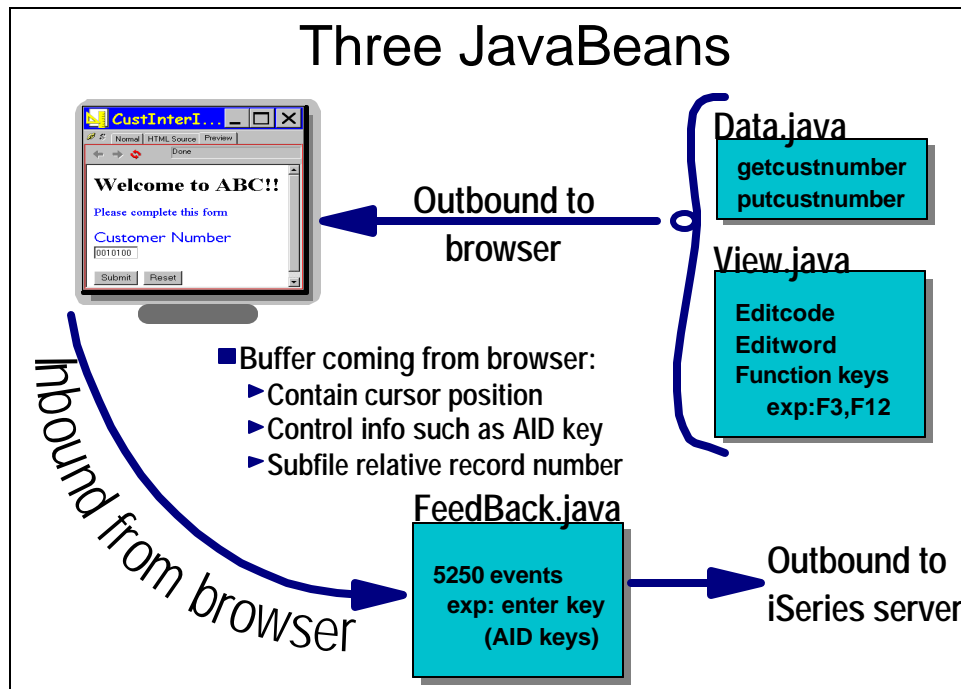 Three JavaBeans
CustInterI...
Normal HTML Source Preview
Done
Welcome to ABC!!
Please complete this form
Customer Number
0010100
Submit Reset
Outbound to
browser
Data.java
getcustnumber
putcustnumber
View.java
Editcode
Editword
Function keys
exp:F3,F12
Inbound from browser
Buffer coming from browser:
Contain cursor position
Control info such as AID key
Subfile relative record number
FeedBack.java
5250 events
exp: enter key
(AID keys)
Outbound to
iSeries server